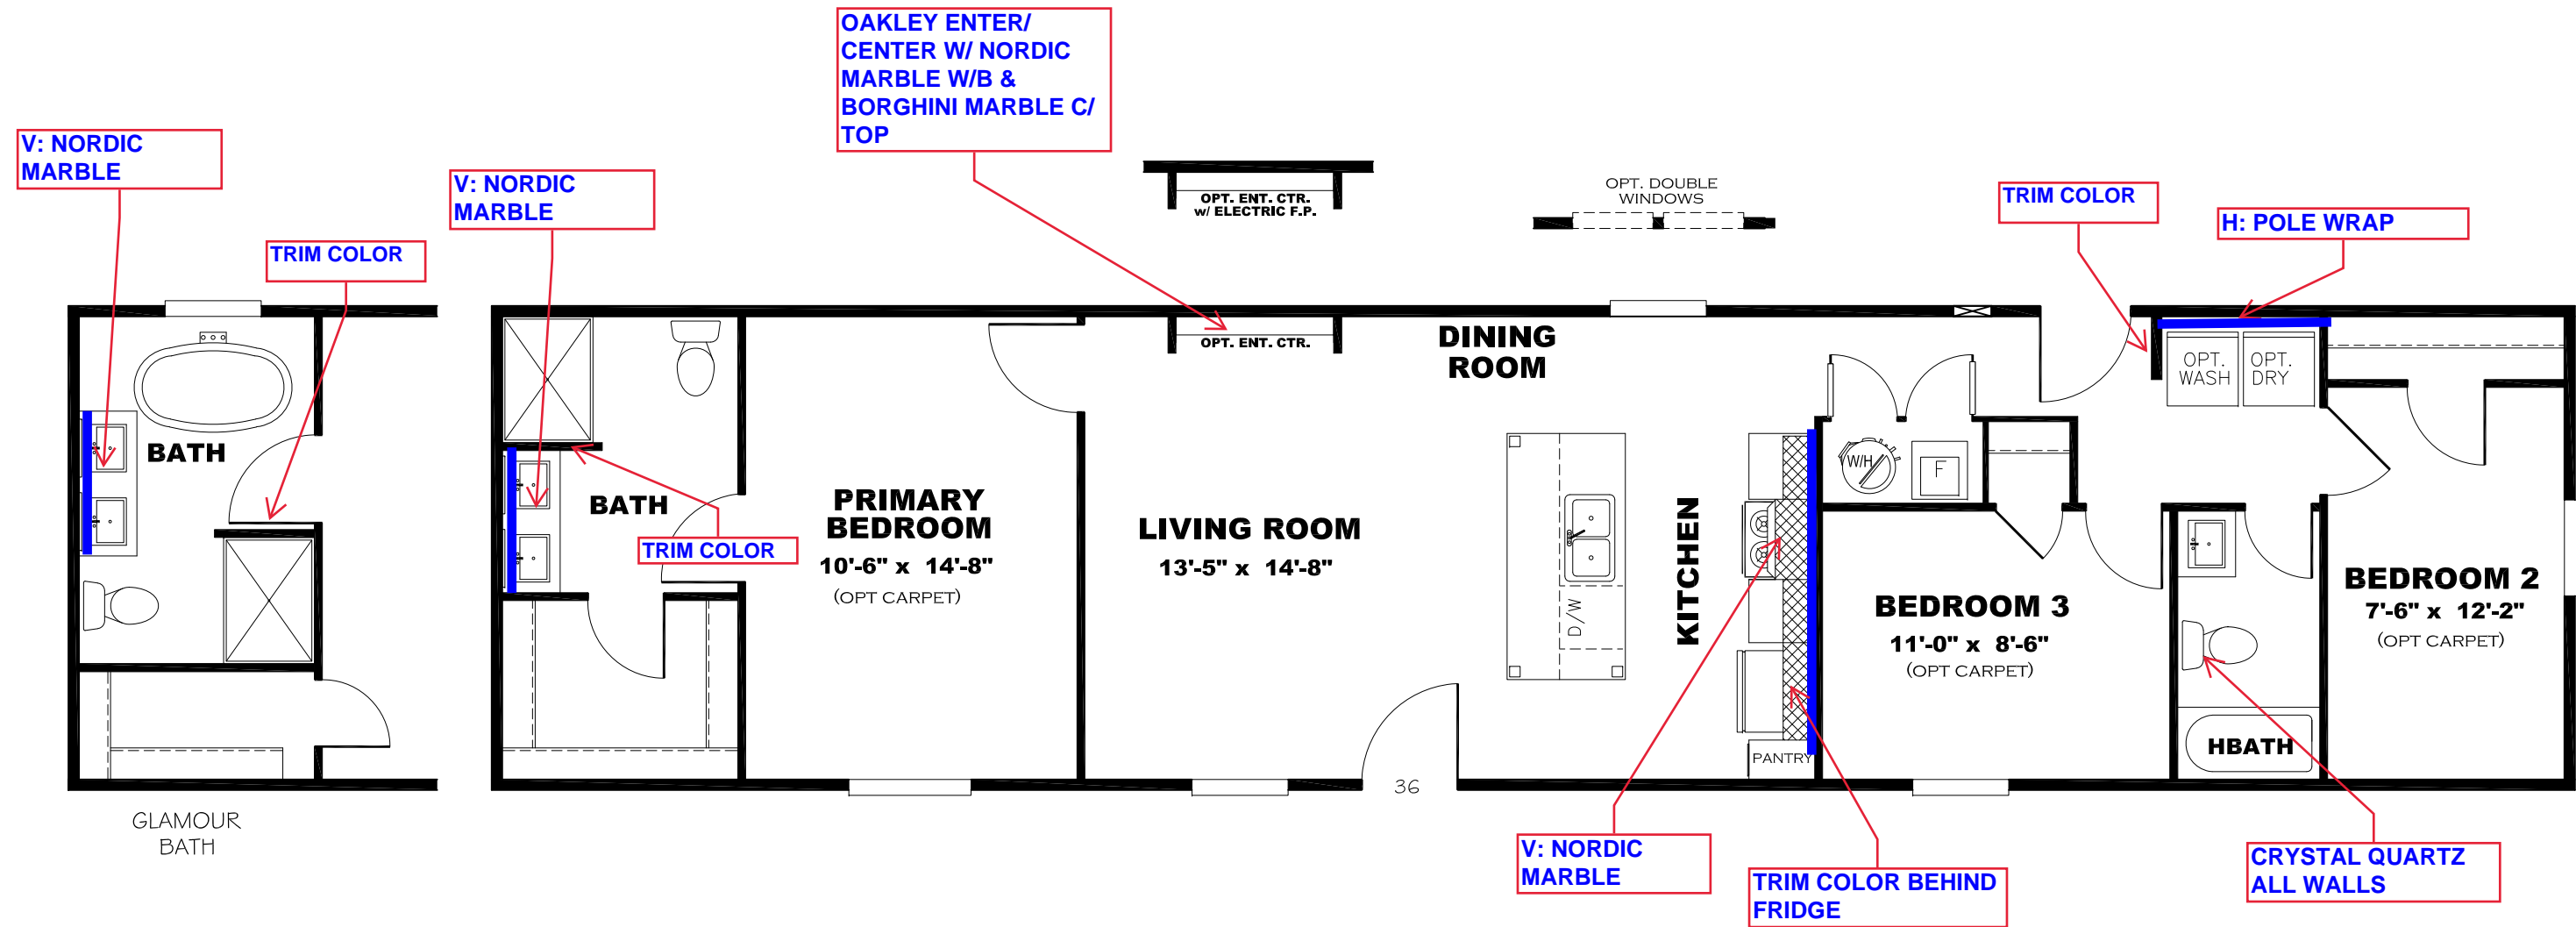 OAKLEY ENTER/
CENTER W/ NORDIC
MARBLE W/B &
BORGHINI MARBLE C/
TOP
V: NORDIC
MARBLE
V: NORDIC
MARBLE
TRIM COLOR
OPT. ENT. CTR.
w/ ELECTRIC F.P.
OPT. DOUBLE
WINDOWS
TRIM COLOR
H: POLE WRAP
OPT. ENT. CTR.
DINING
ROOM
OPT.
WASH
OPT.
DRY
BATH
W/H
F
BATH
TRIM COLOR
PRIMARY
BEDROOM
10'-6" x 14'-8"
(OPT CARPET)
LIVING ROOM
13'-5" x 14'-8"
D/W
KITCHEN
BEDROOM 3
11'-0" x 8'-6"
(OPT CARPET)
BEDROOM 2
7'-6" x 12'-2"
(OPT CARPET)
HBATH
PANTRY
36
GLAMOUR
BATH
V: NORDIC
MARBLE
TRIM COLOR BEHIND
FRIDGE
CRYSTAL QUARTZ
ALL WALLS